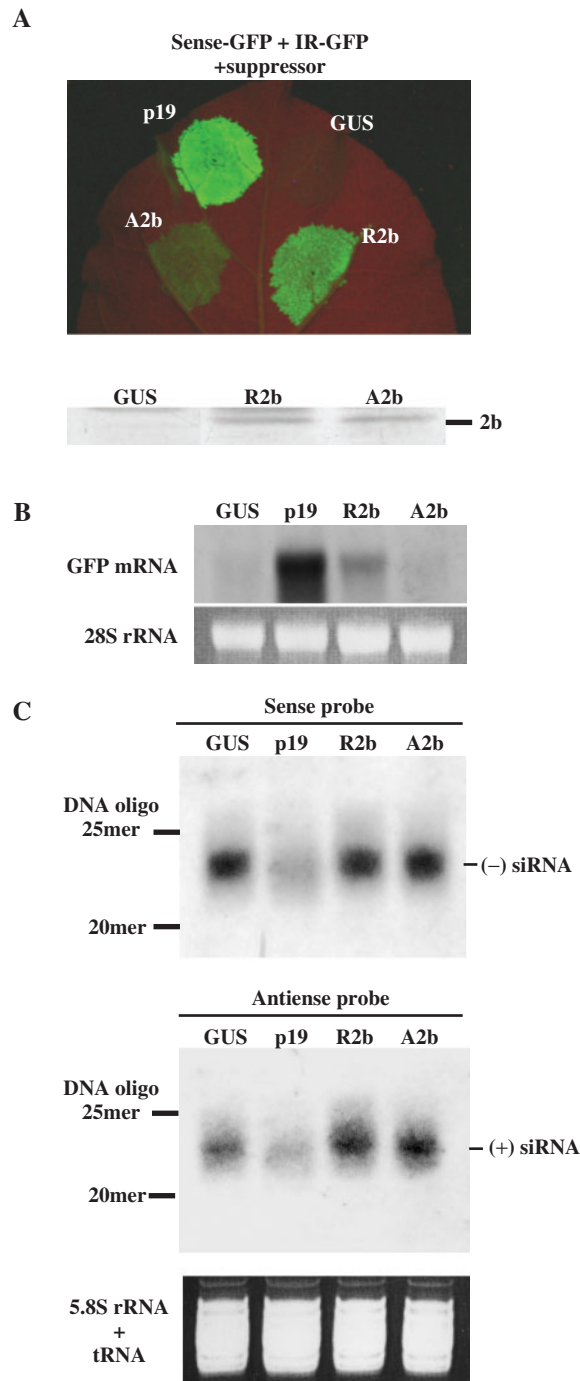 A
Sense-GFP + IR-GFP
+suppressor
p19
GUS
A2b
R2b
GUS R2b A2b
2b
B
GUS p19 R2b A2b
GFP mRNA
28S rRNA
C
Sense probe
GUS p19 R2b A2b
DNA oligo
25mer
(−) siRNA
20mer
Antiense probe
GUS p19 R2b A2b
DNA oligo
25mer
(+) siRNA
20mer
5.8S rRNA
+
tRNA